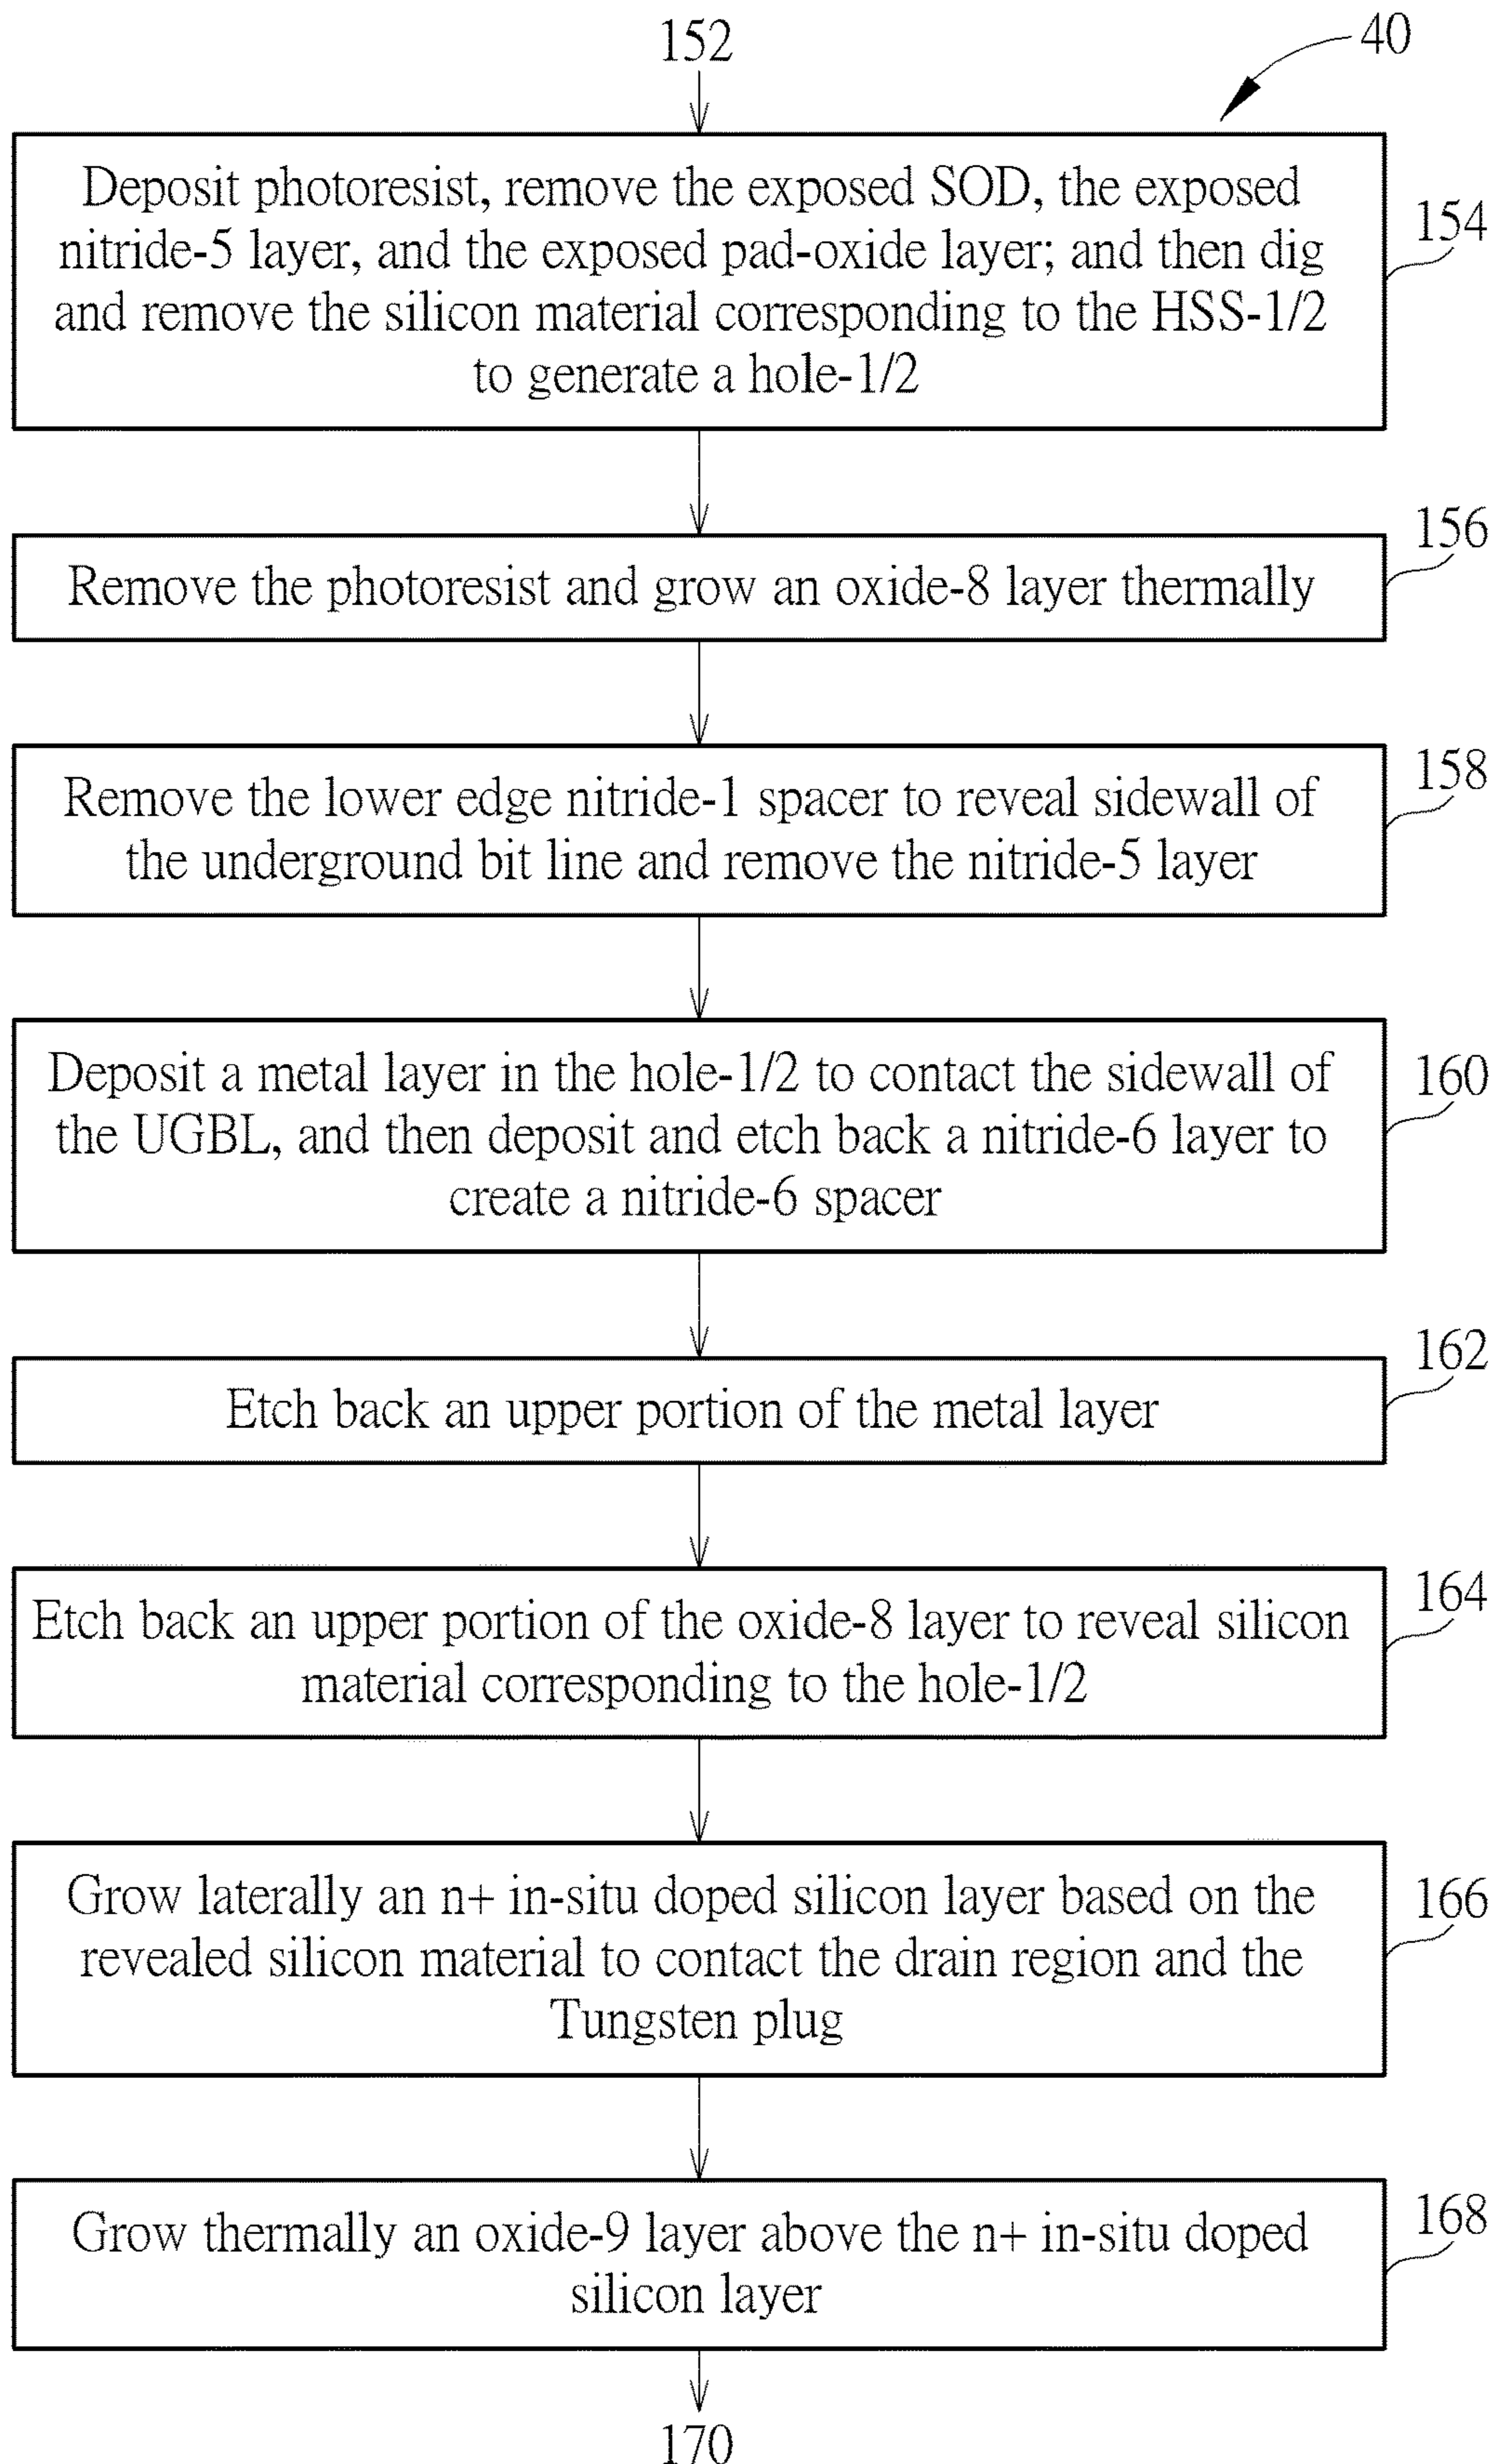 152
40
Deposit photoresist, remove the exposed SOD, the exposed
nitride-5 layer, and the exposed pad-oxide layer; and then dig
and remove the silicon material corresponding to the HSS-1/2
to generate a hole-1/2
154
Remove the photoresist and grow an oxide-8 layer thermally
156
Remove the lower edge nitride-1 spacer to reveal sidewall of
the underground bit line and remove the nitride-5 layer
158
Deposit a metal layer in the hole-1/2 to contact the sidewall of
the UGBL, and then deposit and etch back a nitride-6 layer to
create a nitride-6 spacer
160
Etch back an upper portion of the metal layer
162
Etch back an upper portion of the oxide-8 layer to reveal silicon
material corresponding to the hole-1/2
164
Grow laterally an n+ in-situ doped silicon layer based on the
revealed silicon material to contact the drain region and the
Tungsten plug
166
Grow thermally an oxide-9 layer above the n+ in-situ doped
silicon layer
168
170